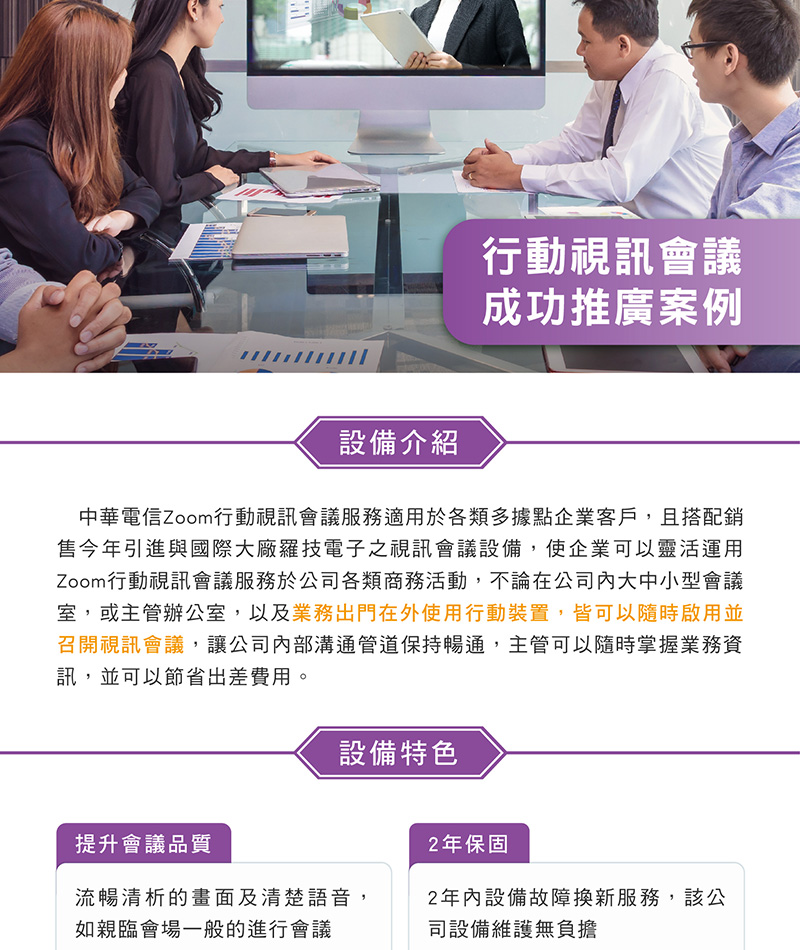 行動視訊會議
成功推廣案例
設備介紹
中華電信Zoom行動視訊會議服務適用於各類多據點企業客戶，且搭配銷
售今年引進與國際大廠羅技電子之視訊會議設備，使企業可以靈活運用
Zoom行動視訊會議服務於公司各類商務活動，不論在公司內大中小型會議
室，或主管辦公室，以及業務出門在外使用行動裝置，皆可以隨時啟用並
召開視訊會議，讓公司內部溝通管道保持暢通，主管可以隨時掌握業務資
訊，並可以節省出差費用。
設備特色
提升會議品質
流暢清析的畫面及清楚語音，
如親臨會場一般的進行會議
2年保固
2年內設備故障換新服務，該公
司設備維護無負擔